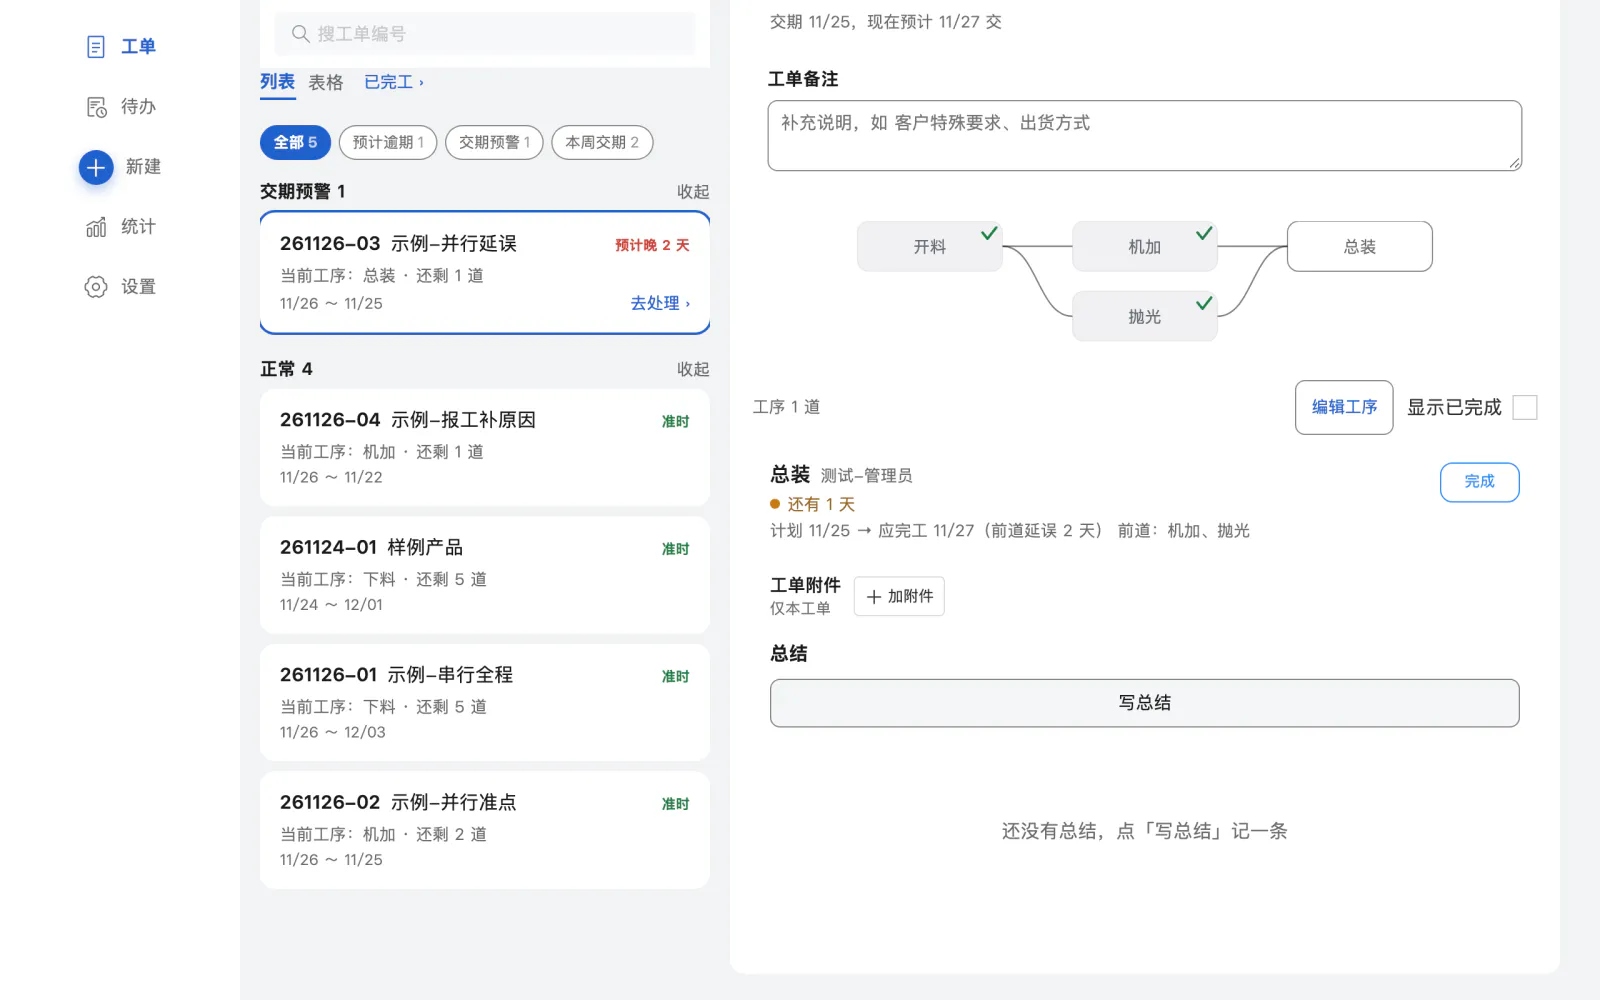 工单
待办
新建
统计
设置
搜工单编号
列表 表格 已完工 ›
全部 5 预计逾期 1 交期预警 1 本周交期 2
交期预警 1 收起
261126-03 示例-并行延误 预计晚 2 天
当前工序：总装 · 还剩 1 道
11/26 ～ 11/25 去处理 ›
正常 4 收起
261126-04 示例-报工补原因 准时
当前工序：机加 · 还剩 1 道
11/26 ～ 11/22
261124-01 样例产品 准时
当前工序：下料 · 还剩 5 道
11/24 ～ 12/01
261126-01 示例-串行全程 准时
当前工序：下料 · 还剩 5 道
11/26 ～ 12/03
261126-02 示例-并行准点 准时
当前工序：机加 · 还剩 2 道
11/26 ～ 11/25
交期 11/25，现在预计 11/27 交
工单备注
补充说明，如 客户特殊要求、出货方式
开料 机加 总装
抛光
工序 1 道 编辑工序 显示已完成
总装 测试-管理员 完成
还有 1 天
计划 11/25 → 应完工 11/27（前道延误 2 天） 前道：机加、抛光
工单附件
仅本工单
加附件
总结
写总结
还没有总结，点「写总结」记一条